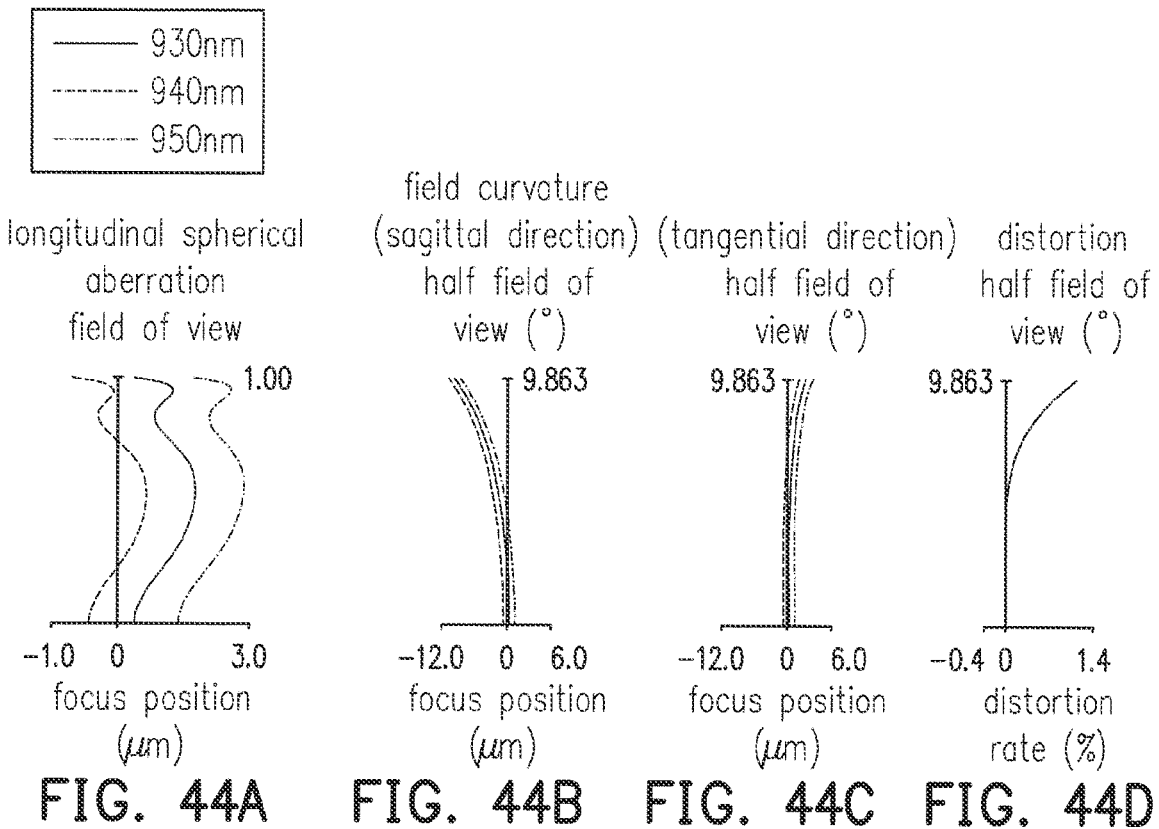 930nm
940nm
950nm
longitudinal spherical
aberration
field of view
1.00
-1.0 0 3.0
focus position
(μm)
FIG. 44A
field curvature
(sagittal direction)
half field of
view (°)
9.863
-12.0 0 6.0
focus position
(μm)
FIG. 44B
(tangential direction)
half field of
view (°)
9.863
-12.0 0 6.0
focus position
(μm)
FIG. 44C
distortion
half field of
view (°)
9.863
-0.4 0 1.4
distortion
rate (%)
FIG. 44D